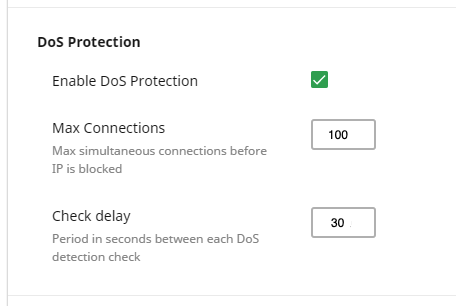 DoS Protection
Enable DoS Protection
Max Connections
100
Max simultaneous connections before
IP is blocked
Check delay
30
Period in seconds between each DoS
detection check